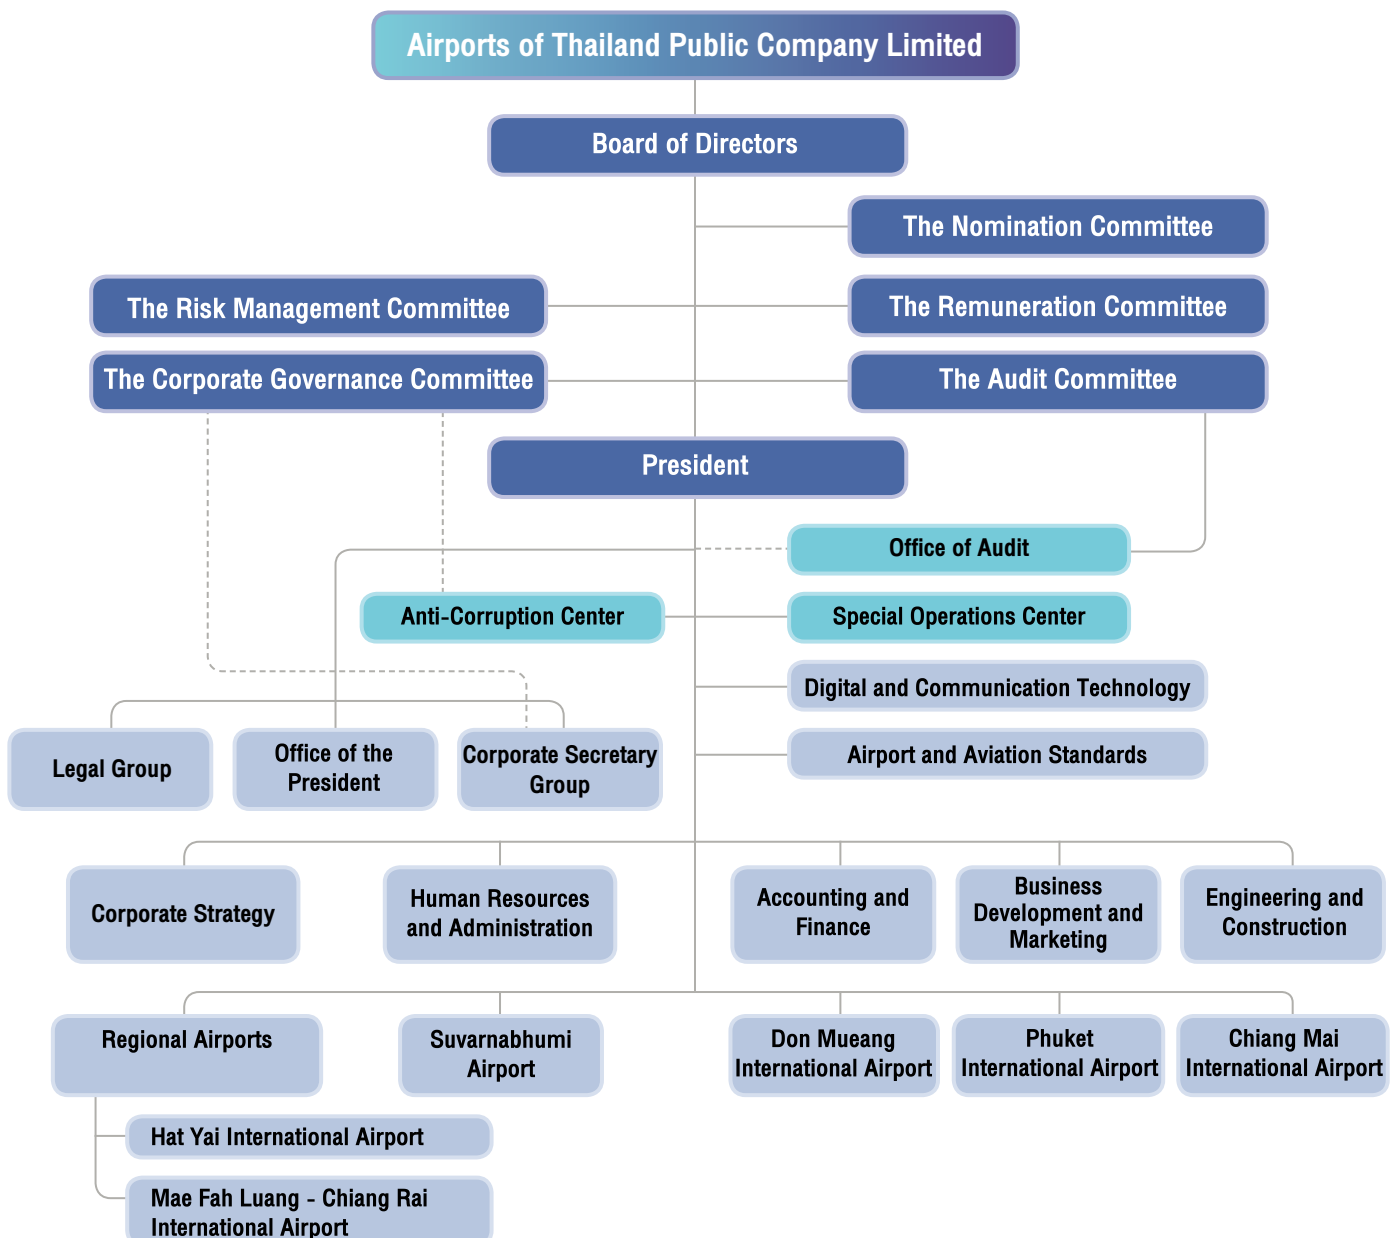 Airports of Thailand Public Company Limited
Board of Directors
The Nomination Committee
The Risk Management Committee
The Remuneration Committee
The Corporate Governance Committee
The Audit Committee
President
Office of Audit
Anti-Corruption Center
Special Operations Center
Digital and Communication Technology
Airport and Aviation Standards
Legal Group
Office of the
President
Corporate Secretary
Group
Corporate Strategy
Human Resources
and Administration
Accounting and
Finance
Business
Development and
Marketing
Engineering and
Construction
Regional Airports
Suvarnabhumi
Airport
Don Mueang
International Airport
Phuket
International Airport
Chiang Mai
International Airport
Hat Yai International Airport
Mae Fah Luang - Chiang Rai
International Airport